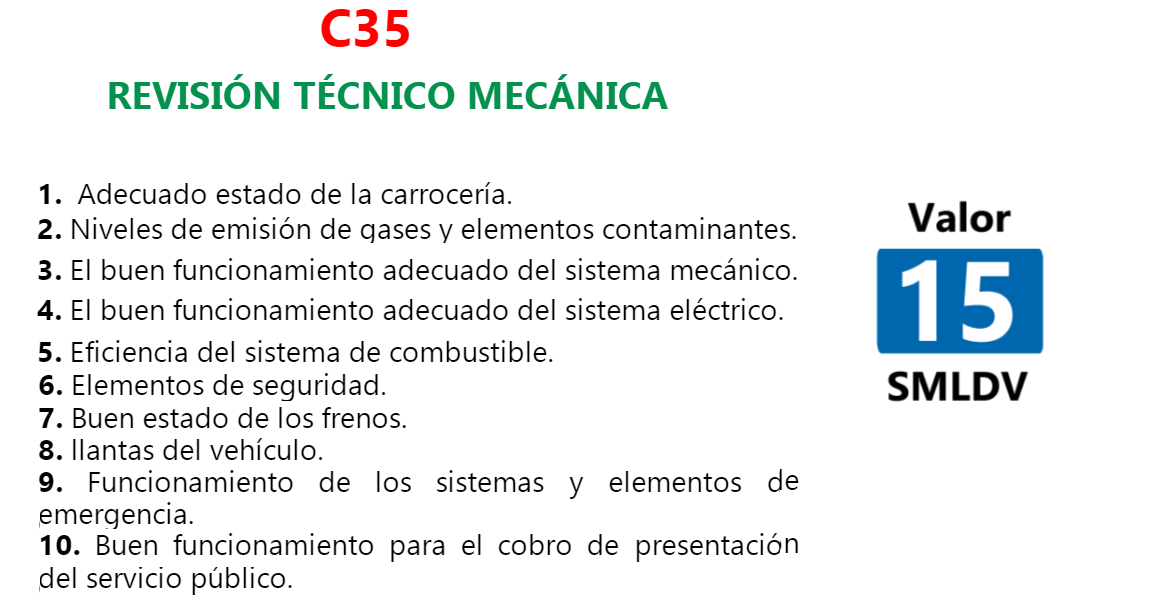 C35
REVISIÓN TÉCNICO MECÁNICA
1. Adecuado estado de la carrocería.
2. Niveles de emisión de gases y elementos contaminantes.
3. El buen funcionamiento adecuado del sistema mecánico.
4. El buen funcionamiento adecuado del sistema eléctrico.
5. Eficiencia del sistema de combustible.
6. Elementos de seguridad.
7. Buen estado de los frenos.
8. llantas del vehículo.
9. Funcionamiento de los sistemas y elementos de
emergencia.
10. Buen funcionamiento para el cobro de presentación
del servicio público.
Valor
15
SMLDV